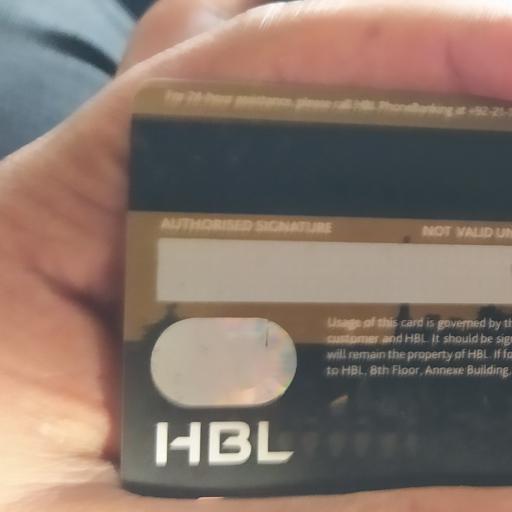 For 24-hour assistance, please call HBL PhoneBanking at +92-21-
AUTHORISED SIGNATURE NOT VALID UN
Usage of this card is governed by th
customer and HBL. It should be sign
will remain the property of HBL. If fo
to HBL, 8th Floor, Annexe Building,
HBL